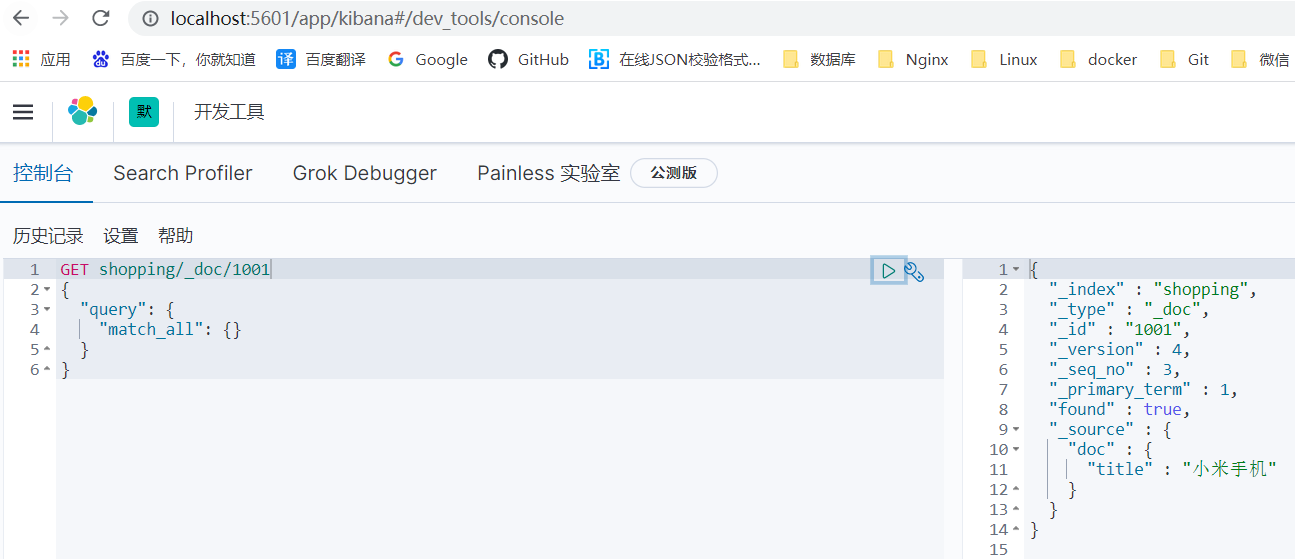 localhost:5601/app/kibana#/dev_tools/console
应用 百度一下，你就知道 译 百度翻译 Google GitHub 在线JSON校验格式... 数据库 Nginx Linux docker Git 微信
默 开发工具
控制台 Search Profiler Grok Debugger Painless 实验室 公测版
历史记录 设置 帮助
1 GET shopping/_doc/1001
2 {
3 "query": {
4 "match_all": {}
5 }
6 }
1 {
2 "_index" : "shopping",
3 "_type" : "_doc",
4 "_id" : "1001",
5 "_version" : 4,
6 "_seq_no" : 3,
7 "_primary_term" : 1,
8 "found" : true,
9 "_source" : {
10 "doc" : {
11 "title" : "小米手机"
12 }
13 }
14 }
15